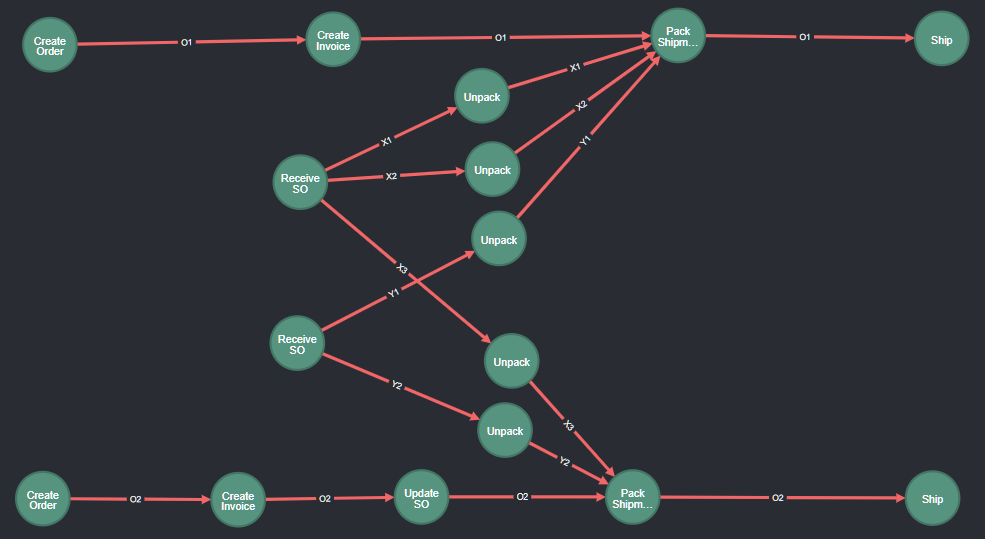 Create
Order
O1
Create
Invoice
O1
Pack
Shipm...
O1
Ship
Unpack
X1
X1
X2
Receive
SO
X2
Unpack
Y1
Unpack
X3
Y1
Receive
SO
Unpack
Y2
X3
Unpack
Y2
Create
Order
O2
Create
Invoice
O2
Update
SO
O2
Pack
Shipm...
O2
Ship